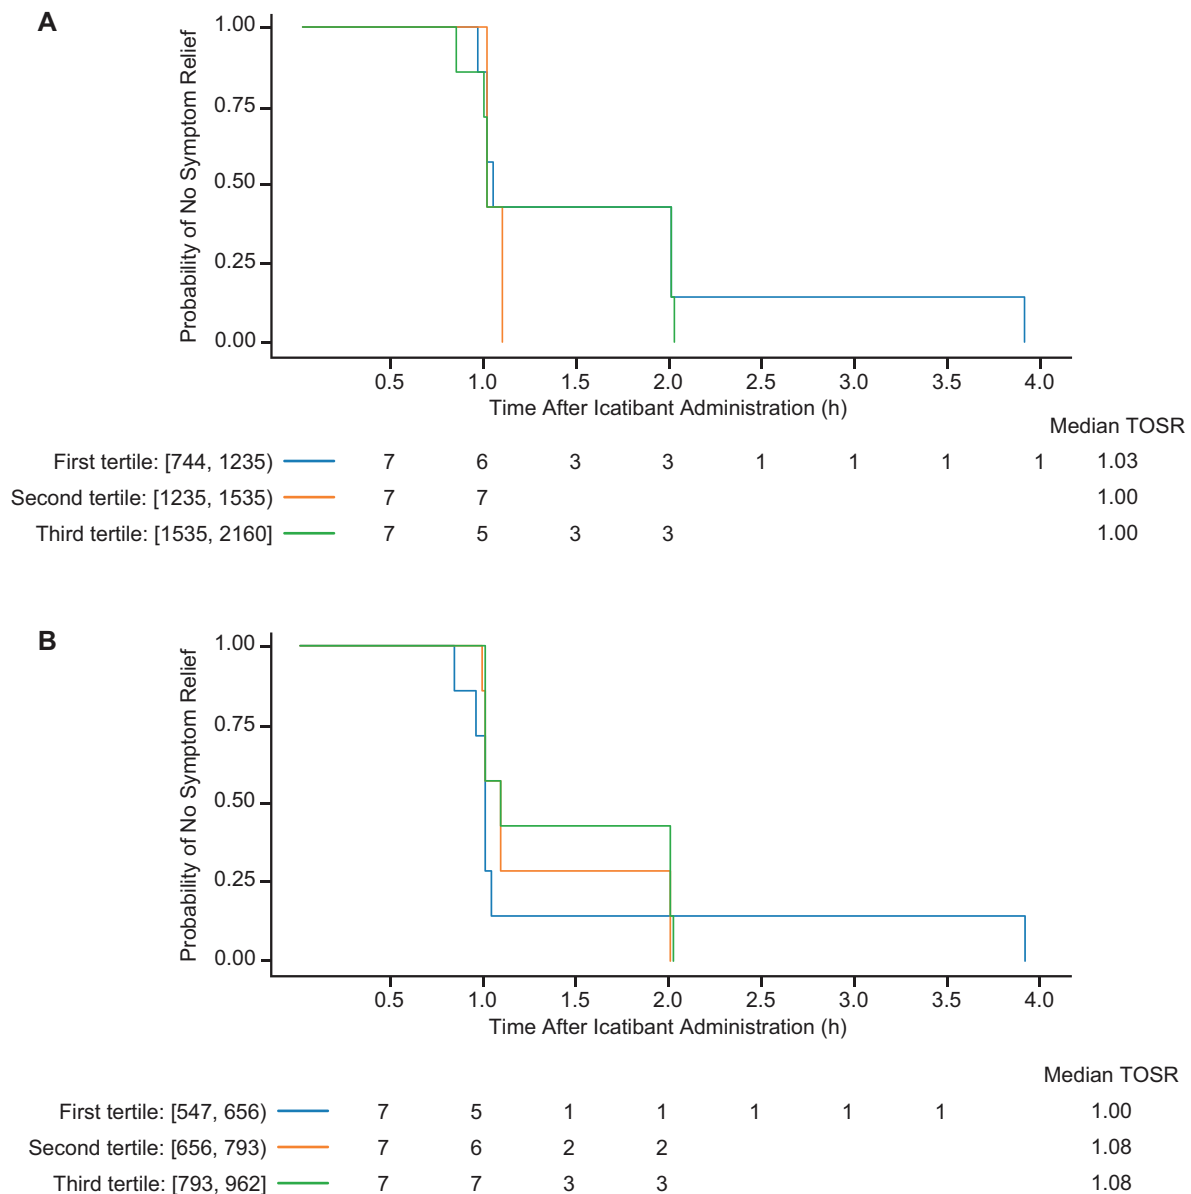 A
Probability of No Symptom Relief
1.00
0.75
0.50
0.25
0.00
0.5 1.0 1.5 2.0 2.5 3.0 3.5 4.0
Time After Icatibant Administration (h)
Median TOSR
First tertile: [744, 1235) 7 6 3 3 1 1 1 1 1.03
Second tertile: [1235, 1535) 7 7 1.00
Third tertile: [1535, 2160] 7 5 3 3 1.00
B
Probability of No Symptom Relief
1.00
0.75
0.50
0.25
0.00
0.5 1.0 1.5 2.0 2.5 3.0 3.5 4.0
Time After Icatibant Administration (h)
Median TOSR
First tertile: [547, 656) 7 5 1 1 1 1 1 1.00
Second tertile: [656, 793) 7 6 2 2 1.08
Third tertile: [793, 962] 7 7 3 3 1.08